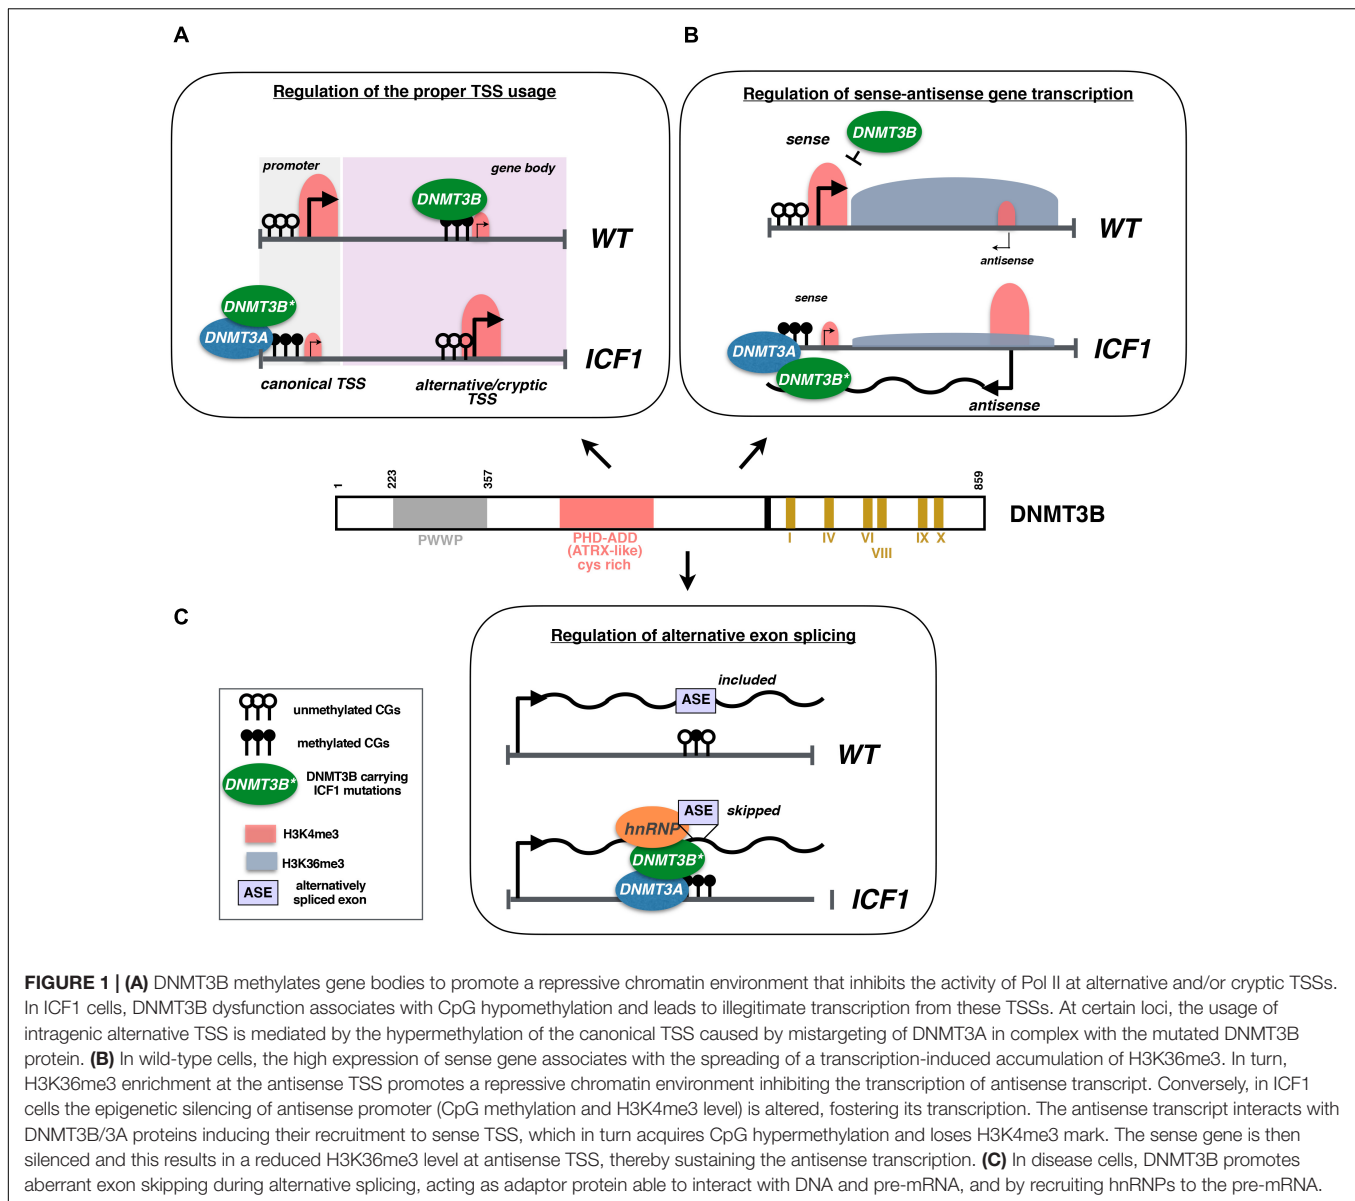 A
Regulation of the proper TSS usage
promoter
gene body
DNMT3B
WT
DNMT3B*
DNMT3A
ICF1
canonical TSS
alternative/cryptic
TSS
B
Regulation of sense-antisense gene transcription
sense
DNMT3B
WT
antisense
sense
DNMT3A
DNMT3B*
ICF1
antisense
1
223
357
859
DNMT3B
PWWP
PHD-ADD
(ATRX-like)
cys rich
I
IV
VI
VIII
IX
X
C
unmethylated CGs
methylated CGs
DNMT3B*
DNMT3B carrying
ICF1 mutations
H3K4me3
H3K36me3
ASE
alternatively
spliced exon
Regulation of alternative exon splicing
included
ASE
WT
ASE
skipped
hnRNP
DNMT3B*
DNMT3A
ICF1
FIGURE 1 | (A) DNMT3B methylates gene bodies to promote a repressive chromatin environment that inhibits the activity of Pol II at alternative and/or cryptic TSSs.
In ICF1 cells, DNMT3B dysfunction associates with CpG hypomethylation and leads to illegitimate transcription from these TSSs. At certain loci, the usage of
intragenic alternative TSS is mediated by the hypermethylation of the canonical TSS caused by mistargeting of DNMT3A in complex with the mutated DNMT3B
protein. (B) In wild-type cells, the high expression of sense gene associates with the spreading of a transcription-induced accumulation of H3K36me3. In turn,
H3K36me3 enrichment at the antisense TSS promotes a repressive chromatin environment inhibiting the transcription of antisense transcript. Conversely, in ICF1
cells the epigenetic silencing of antisense promoter (CpG methylation and H3K4me3 level) is altered, fostering its transcription. The antisense transcript interacts with
DNMT3B/3A proteins inducing their recruitment to sense TSS, which in turn acquires CpG hypermethylation and loses H3K4me3 mark. The sense gene is then
silenced and this results in a reduced H3K36me3 level at antisense TSS, thereby sustaining the antisense transcription. (C) In disease cells, DNMT3B promotes
aberrant exon skipping during alternative splicing, acting as adaptor protein able to interact with DNA and pre-mRNA, and by recruiting hnRNPs to the pre-mRNA.